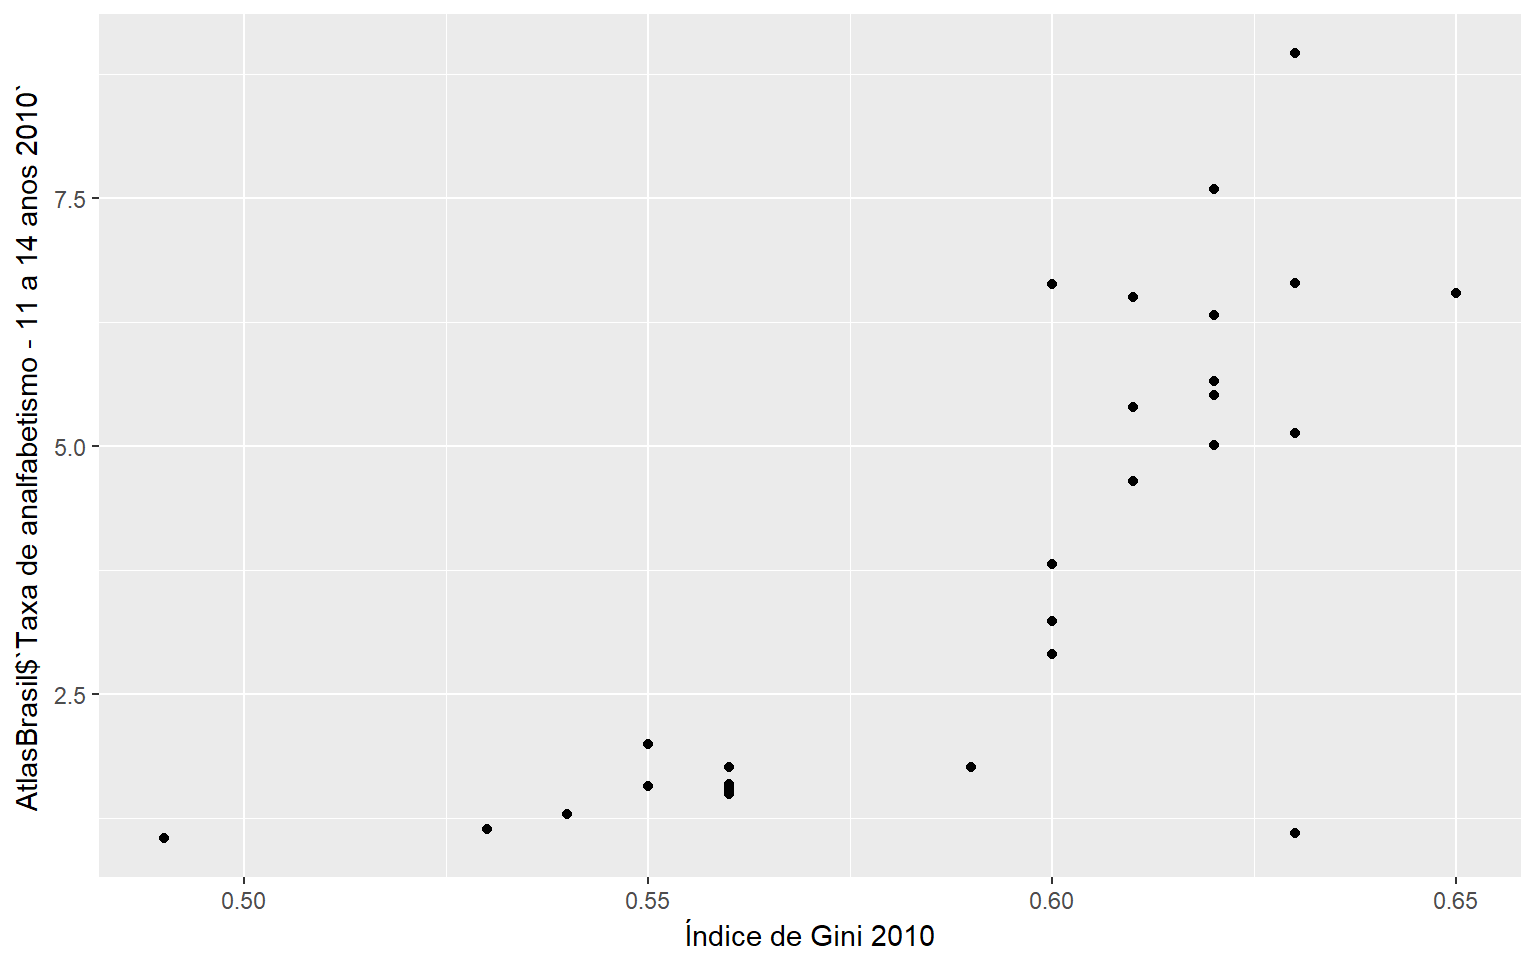 AtlasBrasil$`Taxa de analfabetismo - 11 a 14 anos 2010`
7.5
5.0
2.5
0.50 0.55 0.60 0.65
Índice de Gini 2010